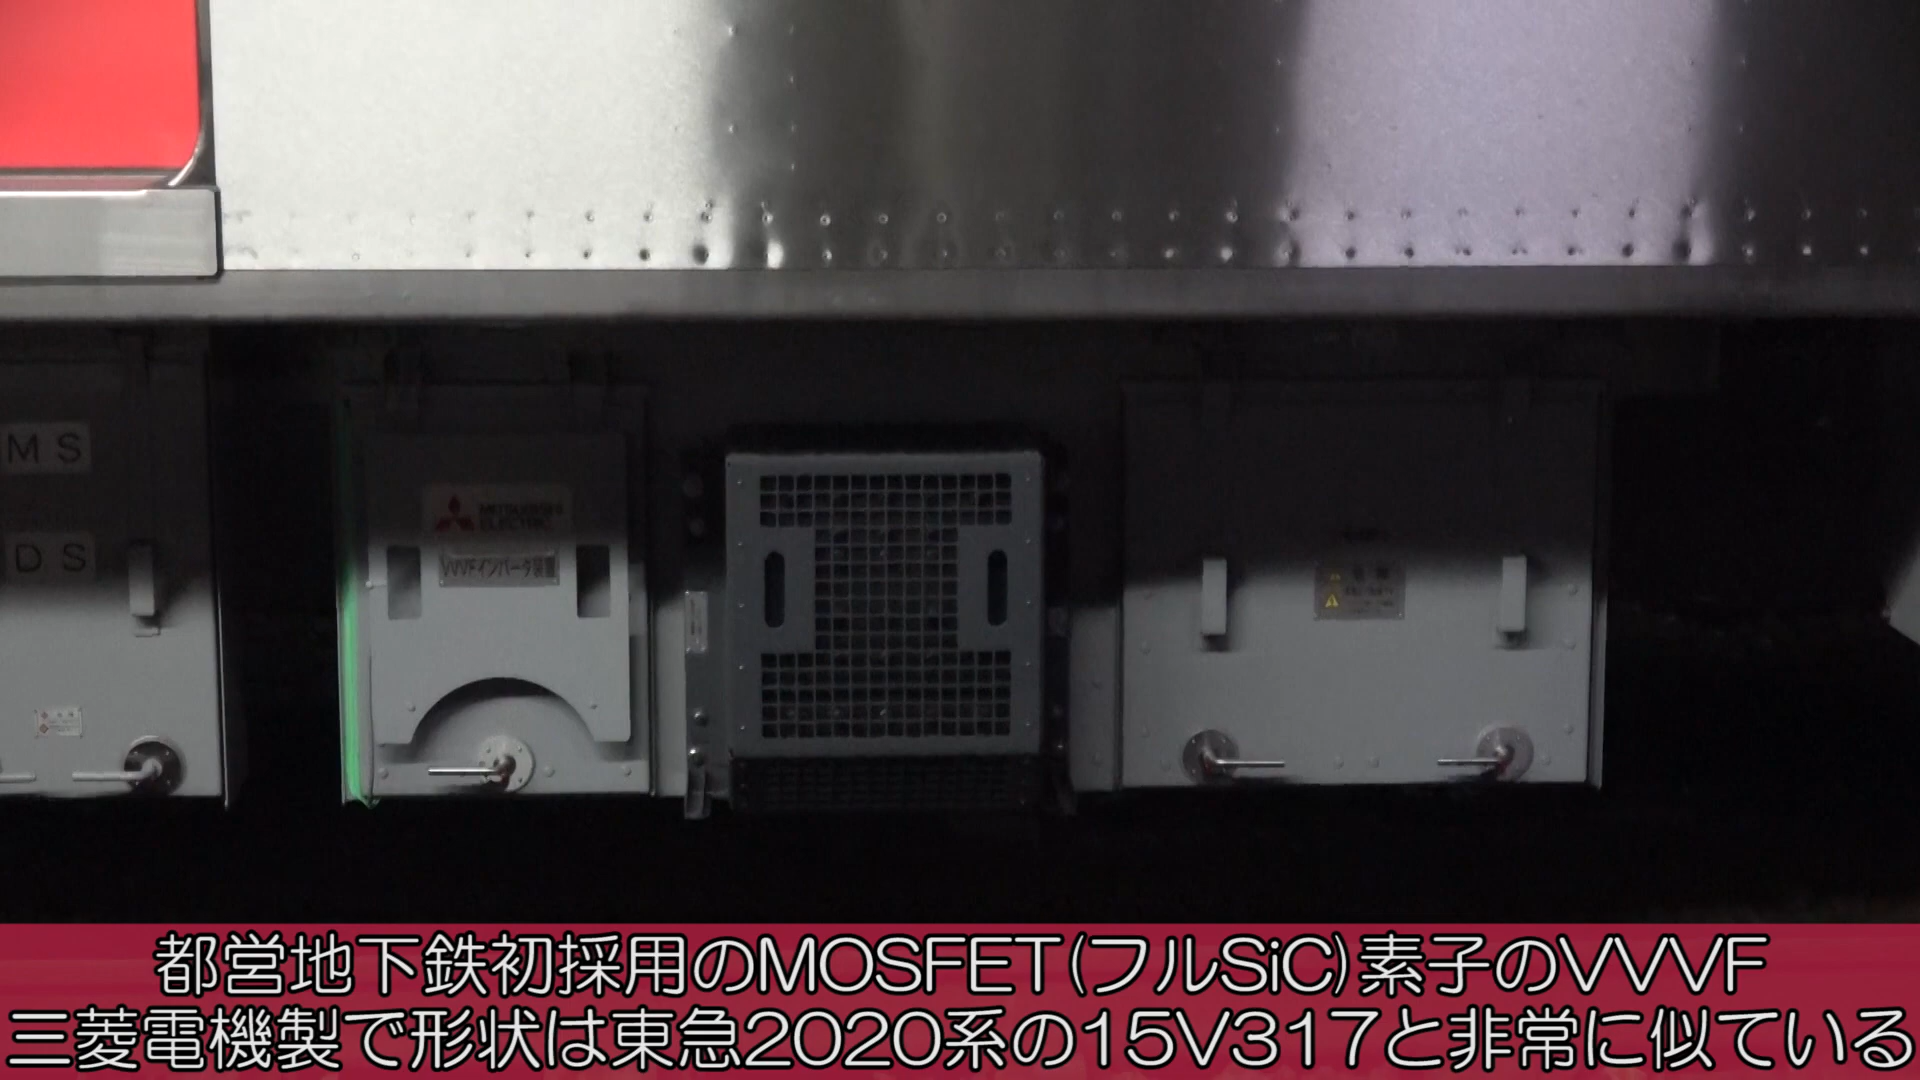 MS
DS
MITSUBISHI
ELECTRIC
VVVFインバータ装置
都営地下鉄初採用のMOSFET(フルSiC)素子のVVVF
三菱電機製で形状は東急2020系の15V317と非常に似ている